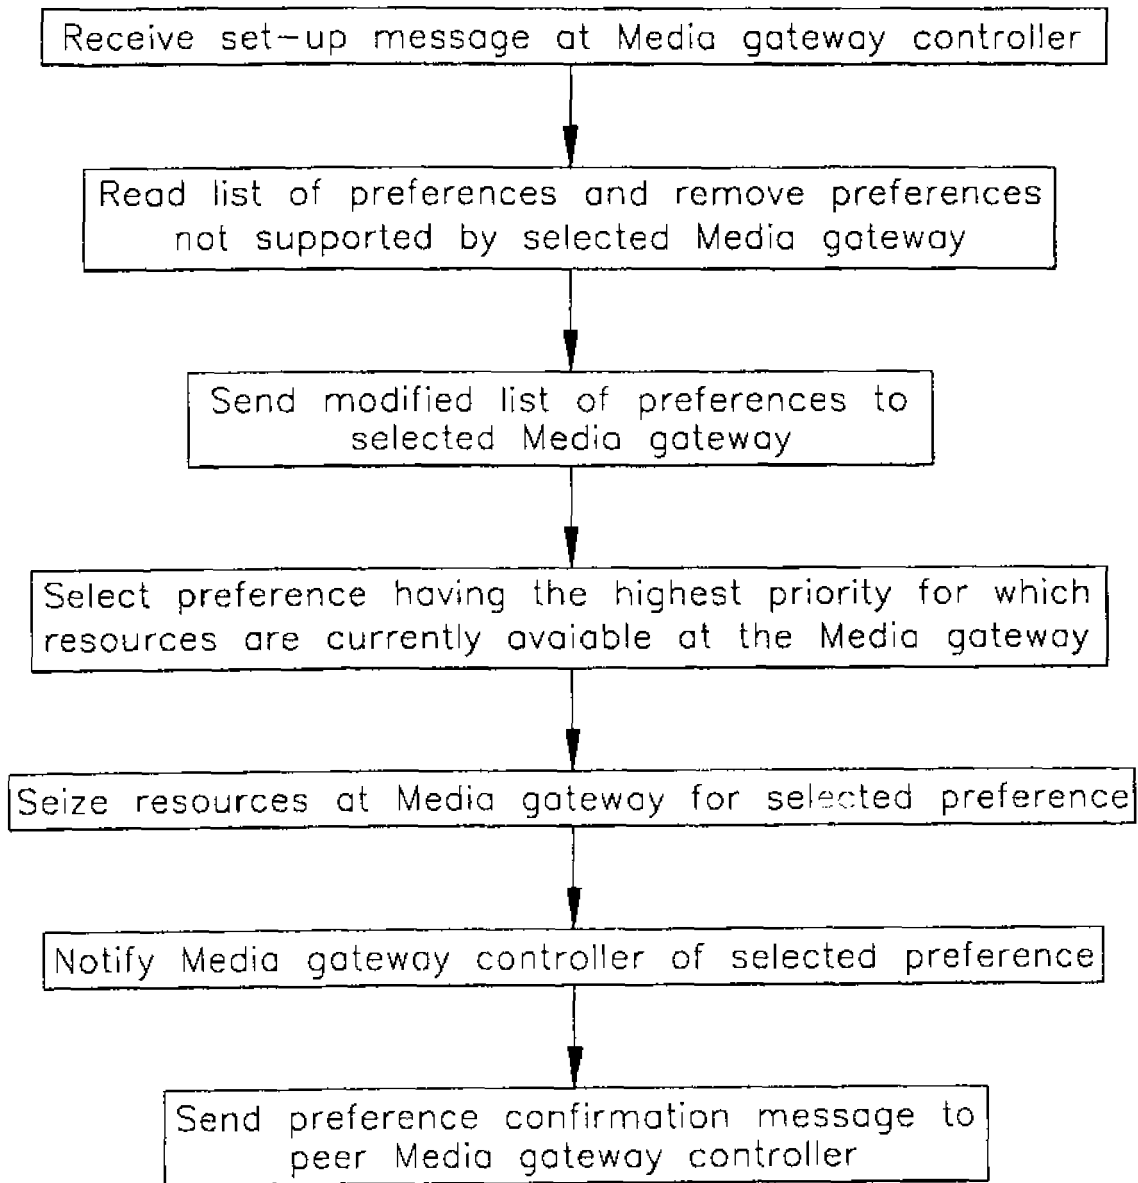 Receive set-up message at Media gateway controller
Read list of preferences and remove preferences
not supported by selected Media gateway
Send modified list of preferences to
selected Media gateway
Select preference having the highest priority for which
resources are currently avaiable at the Media gateway
Seize resources at Media gateway for selected preference
Notify Media gateway controller of selected preference
Send preference confirmation message to
peer Media gateway controller